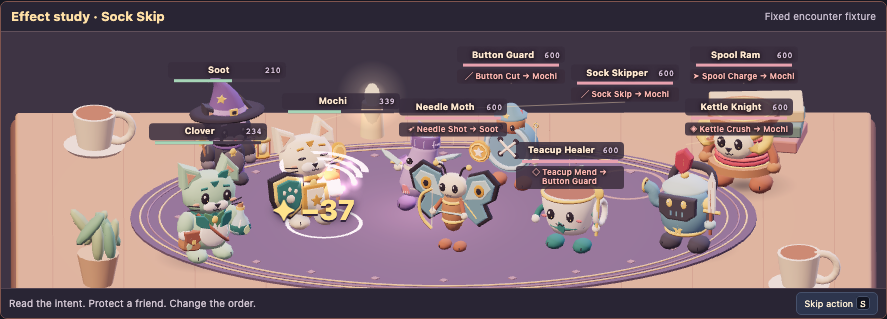 Effect study · Sock Skip
Fixed encounter fixture
Button Guard 600
Button Cut → Mochi
Spool Ram 600
Spool Charge → Mochi
Soot 210
Sock Skipper 600
Sock Skip → Mochi
Mochi 339
Needle Moth 600
Needle Shot → Soot
Kettle Knight 600
Kettle Crush → Mochi
Clover 234
Teacup Healer 600
Teacup Mend →
Button Guard
–37
Read the intent. Protect a friend. Change the order.
Skip action S